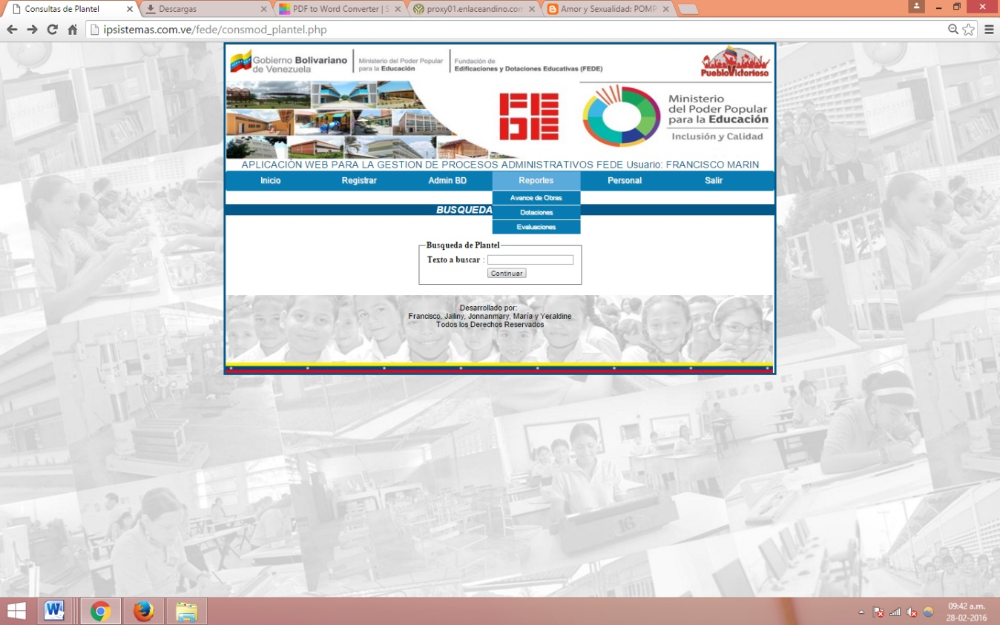 Consultas de Plantel
Descargas
PDF to Word Converter | S
proxy01.enlaceandino.com
Amor y Sexualidad: POMP
ipsistemas.com.ve/fede/consmod_plantel.php
Gobierno Bolivariano de Venezuela
Ministerio del Poder Popular para la Educación
Fundación de Edificaciones y Dotaciones Educativas (FEDE)
PuebloVictorioso
FEDE
Ministerio
del Poder Popular
para la Educación
Inclusión y Calidad
APLICACIÓN WEB PARA LA GESTION DE PROCESOS ADMINISTRATIVOS FEDE Usuario: FRANCISCO MARIN
Inicio Registrar Admin BD Reportes Personal Salir
Avance de Obras
BUSQUEDA
Dotaciones
Evaluaciones
Busqueda de Plantel
Texto a buscar :
Continuar
Desarrollado por:
Francisco, Jailiny, Jonnanmary, María y Yeraldine
Todos los Derechos Reservados
09:42 a.m.
28-02-2016